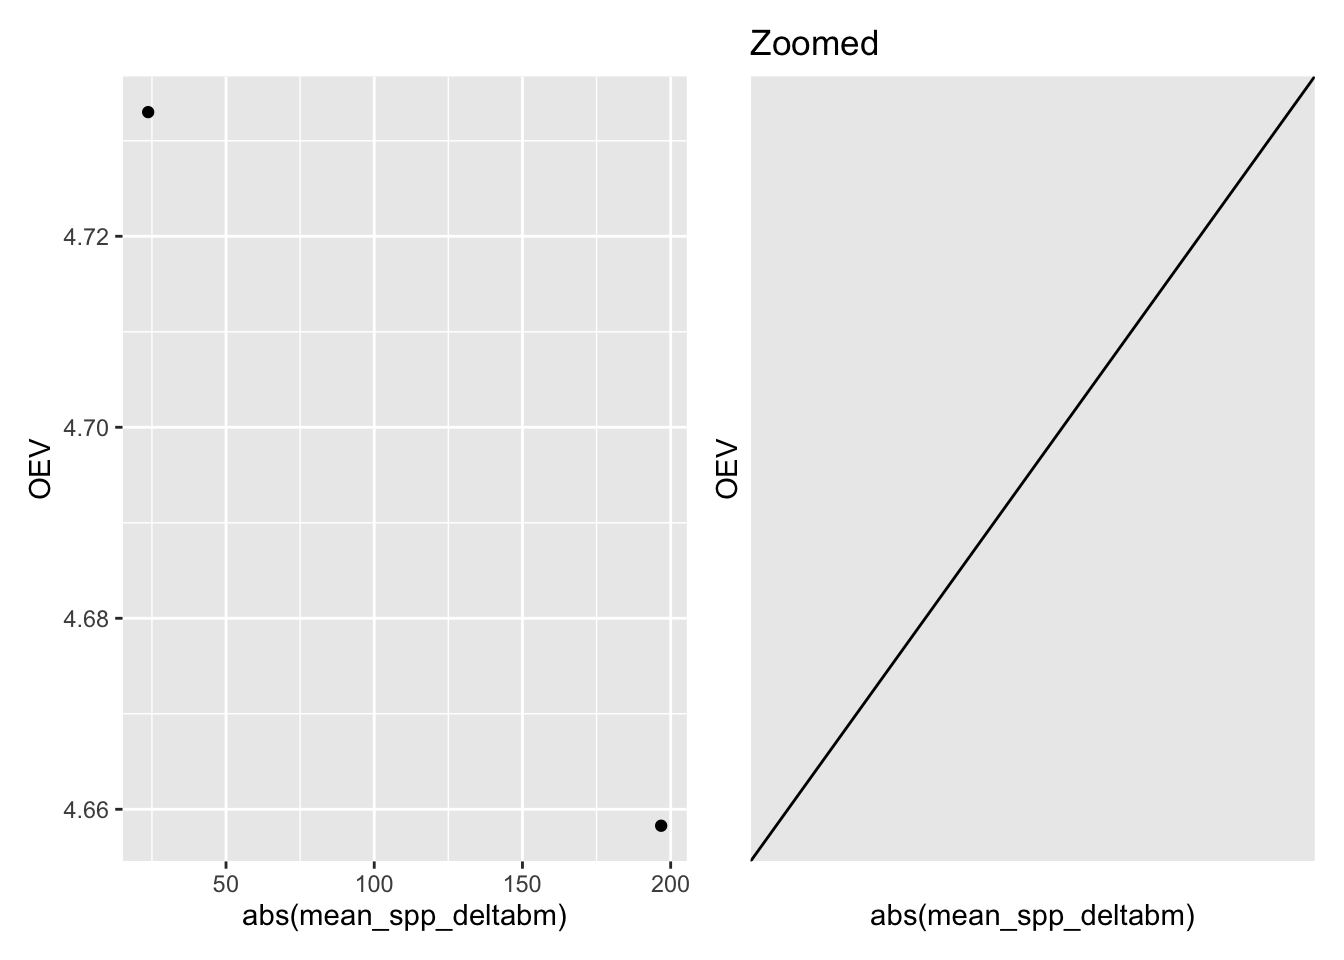 Zoomed
OEV
4.72
4.70
4.68
4.66
50 100 150 200
abs(mean_spp_deltabm)
OEV
abs(mean_spp_deltabm)